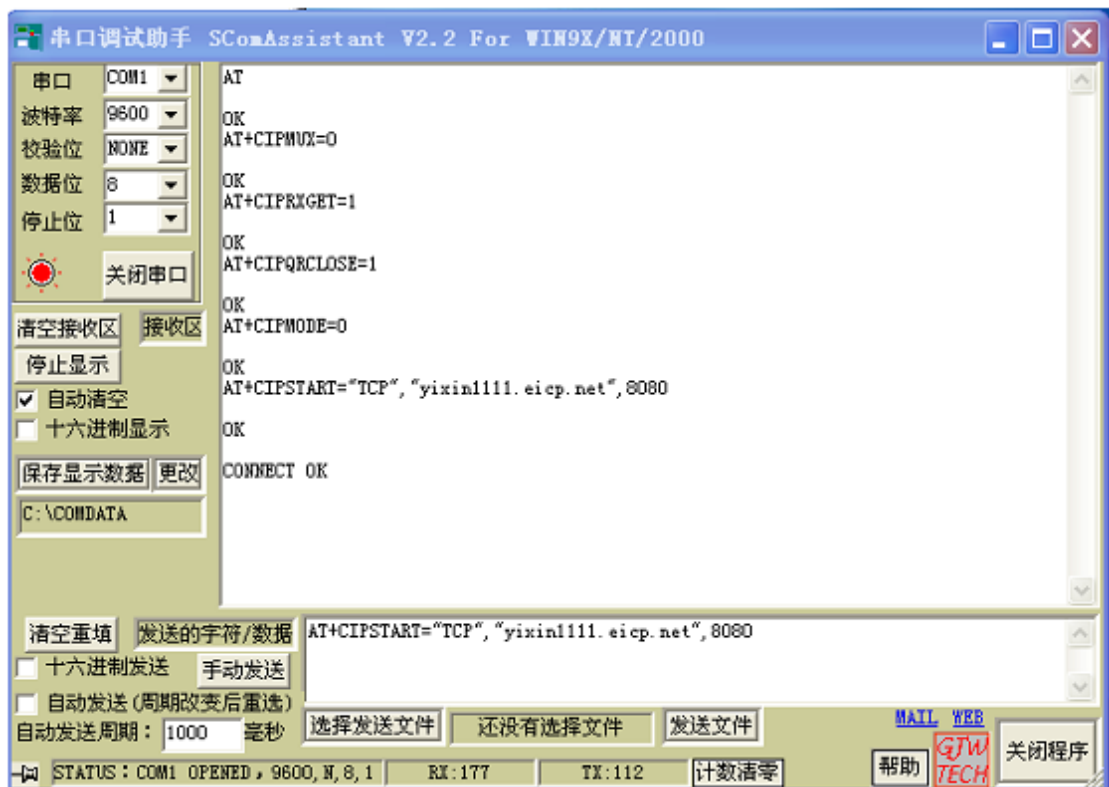 串口调试助手 SComAssistant V2.2 For WIN9X/NT/2000
串口 COM1
波特率 9600
校验位 NONE
数据位 8
停止位 1
关闭串口
清空接收区 接收区
停止显示
自动清空
十六进制显示
保存显示数据 更改
C:\COMDATA
AT
OK
AT+CIPMUX=0
OK
AT+CIPRXGET=1
OK
AT+CIPQRCLOSE=1
OK
AT+CIPMODE=0
OK
AT+CIPSTART="TCP","yixin1111.eicp.net",8080
OK
CONNECT OK
清空重填 发送的字符/数据 AT+CIPSTART="TCP","yixin1111.eicp.net",8080
十六进制发送 手动发送
自动发送(周期改变后重选)
自动发送周期: 1000 毫秒 选择发送文件 还没有选择文件 发送文件 MAIL WEB
STATUS:COM1 OPENED,9600,N,8,1 RX:177 TX:112 计数清零 帮助 GJW 关闭程序
TECH